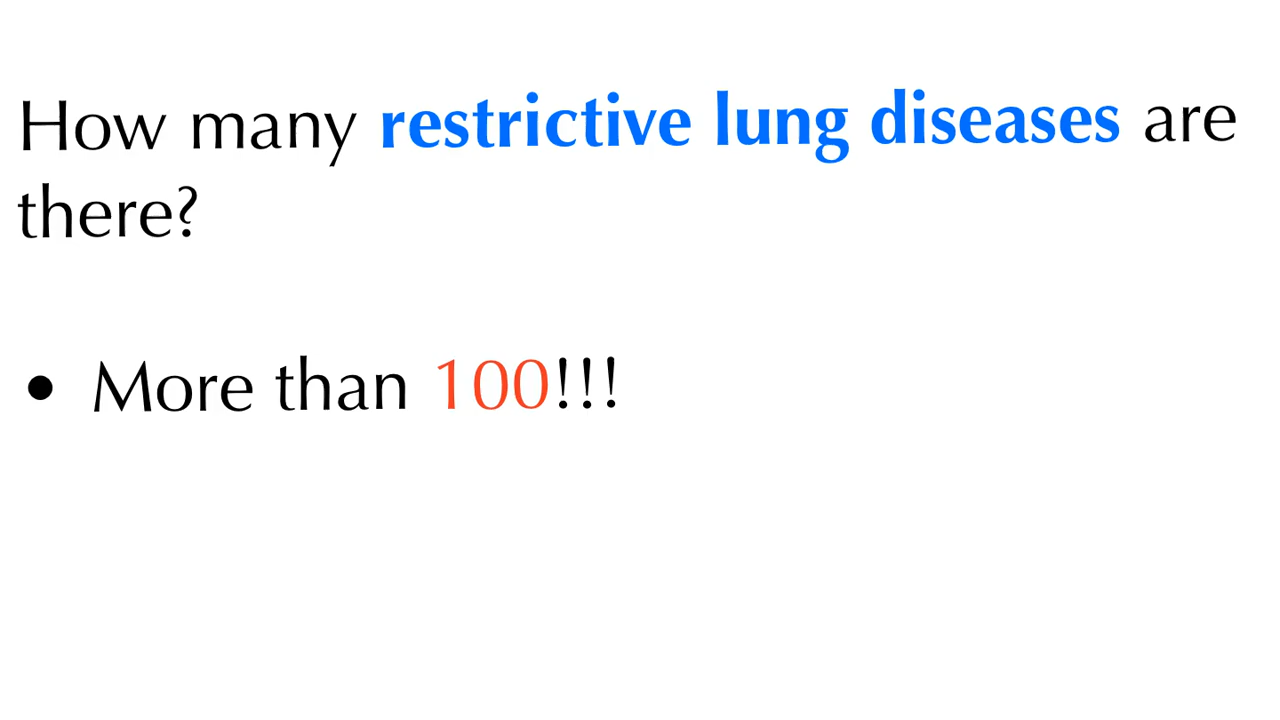 How many restrictive lung diseases are
there?
• More than 100!!!